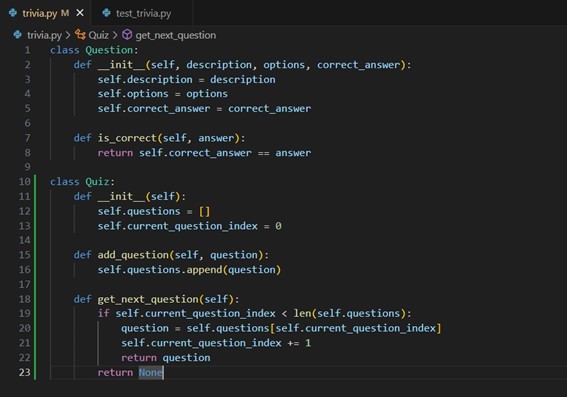 trivia.py M × test_trivia.py
trivia.py > Quiz > get_next_question
1 class Question:
2     def __init__(self, description, options, correct_answer):
3         self.description = description
4         self.options = options
5         self.correct_answer = correct_answer
6
7     def is_correct(self, answer):
8         return self.correct_answer == answer
9
10 class Quiz:
11     def __init__(self):
12         self.questions = []
13         self.current_question_index = 0
14
15     def add_question(self, question):
16         self.questions.append(question)
17
18     def get_next_question(self):
19         if self.current_question_index < len(self.questions):
20             question = self.questions[self.current_question_index]
21             self.current_question_index += 1
22             return question
23         return None